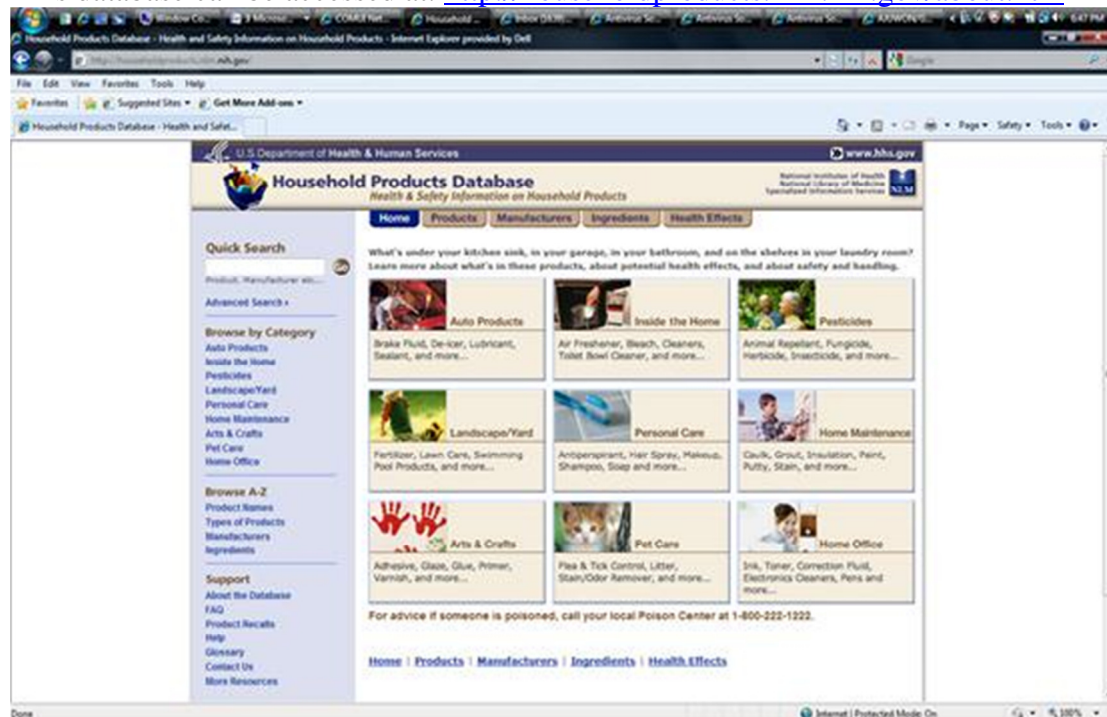 Household Products Database - Health and Safety Information on Household Products - Internet Explorer provided by Dell
6:47 PM
File Edit View Favorites Tools Help
Favorites Suggested Sites Get More Add-ons
Household Products Database - Health and Safet...
Page Safety Tools
U.S. Department of Health & Human Services
www.hhs.gov
Household Products Database
Health & Safety Information on Household Products
National Institutes of Health
National Library of Medicine
Specialized Information Services
NLM
Home Products Manufacturers Ingredients Health Effects
Quick Search
Go
Product, Manufacturer etc...
Advanced Search
Browse by Category
Auto Products
Inside the Home
Pesticides
Landscape/Yard
Personal Care
Home Maintenance
Arts & Crafts
Pet Care
Home Office
Browse A-Z
Product Names
Types of Products
Manufacturers
Ingredients
Support
About the Database
FAQ
Product Recalls
Help
Glossary
Contact Us
More Resources
What's under your kitchen sink, in your garage, in your bathroom, and on the shelves in your laundry room?
Learn more about what's in these products, about potential health effects, and about safety and handling.
Auto Products
Brake Fluid, De-icer, Lubricant,
Sealant, and more...
Inside the Home
Air Freshener, Bleach, Cleaners,
Toilet Bowl Cleaner, and more...
Pesticides
Animal Repellant, Fungicide,
Herbicide, Insecticide, and more...
Landscape/Yard
Fertilizer, Lawn Care, Swimming
Pool Products, and more...
Personal Care
Antiperspirant, Hair Spray, Makeup,
Shampoo, Soap and more...
Home Maintenance
Caulk, Grout, Insulation, Paint,
Putty, Stain, and more...
Arts & Crafts
Adhesive, Glaze, Glue, Primer,
Varnish, and more...
Pet Care
Flea & Tick Control, Litter,
Stain/Odor Remover, and more...
Home Office
Ink, Toner, Correction Fluid,
Electronics Cleaners, Pens and
more...
For advice if someone is poisoned, call your local Poison Center at 1-800-222-1222.
Home | Products | Manufacturers | Ingredients | Health Effects
Done
Internet | Protected Mode: On
100%